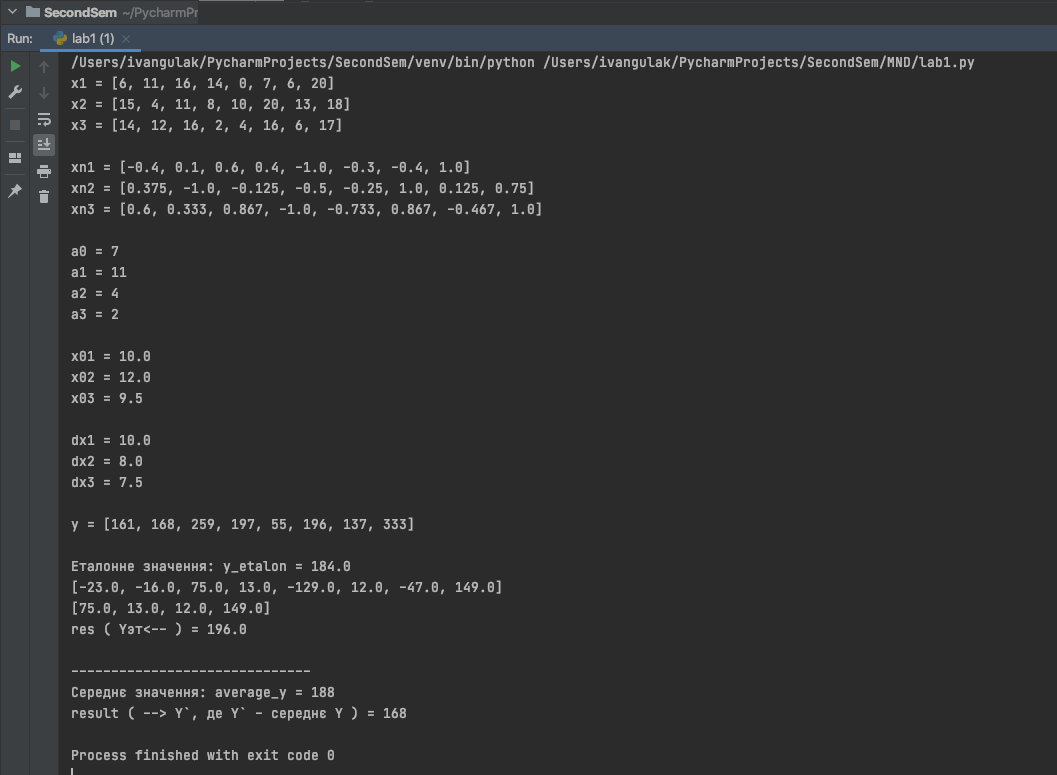 SecondSem ~/PycharmPr
Run: lab1 (1)
/Users/ivangulak/PycharmProjects/SecondSem/venv/bin/python /Users/ivangulak/PycharmProjects/SecondSem/MND/lab1.py
x1 = [6, 11, 16, 14, 0, 7, 6, 20]
x2 = [15, 4, 11, 8, 10, 20, 13, 18]
x3 = [14, 12, 16, 2, 4, 16, 6, 17]
xn1 = [-0.4, 0.1, 0.6, 0.4, -1.0, -0.3, -0.4, 1.0]
xn2 = [0.375, -1.0, -0.125, -0.5, -0.25, 1.0, 0.125, 0.75]
xn3 = [0.6, 0.333, 0.867, -1.0, -0.733, 0.867, -0.467, 1.0]
a0 = 7
a1 = 11
a2 = 4
a3 = 2
x01 = 10.0
x02 = 12.0
x03 = 9.5
dx1 = 10.0
dx2 = 8.0
dx3 = 7.5
y = [161, 168, 259, 197, 55, 196, 137, 333]
Еталонне значення: y_etalon = 184.0
[-23.0, -16.0, 75.0, 13.0, -129.0, 12.0, -47.0, 149.0]
[75.0, 13.0, 12.0, 149.0]
res ( Yэт<-- ) = 196.0
------------------------------
Середнє значення: average_y = 188
result ( --> Y`, де Y` - середнє Y ) = 168
Process finished with exit code 0